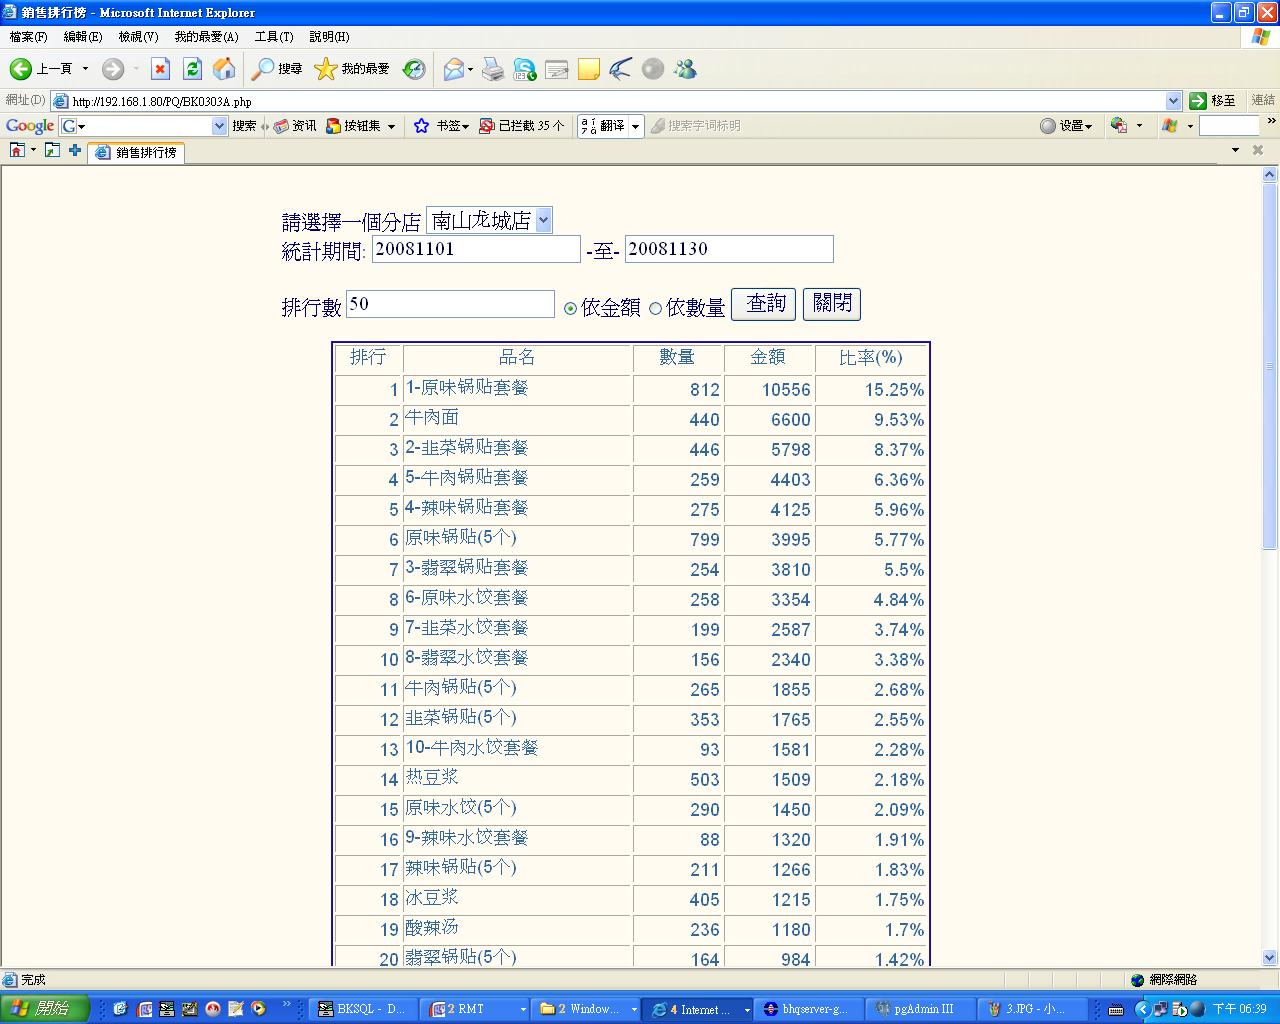 銷售排行榜 - Microsoft Internet Explorer
檔案(F) 編輯(E) 檢視(V) 我的最愛(A) 工具(T) 說明(H)
上一頁 搜尋 我的最愛
網址(D) http://192.168.1.80/PQ/BK0303A.php 移至 連結
Google G 搜索 资讯 按钮集 书签 已拦截 35 个 翻译 搜索字词标明 设置 »
銷售排行榜
請選擇一個分店 南山龙城店
統計期間: 20081101 -至- 20081130
排行數 50 依金額 依數量 查詢 關閉
排行 品名 數量 金額 比率(%)
1 1-原味锅贴套餐 812 10556 15.25%
2 牛肉面 440 6600 9.53%
3 2-韭菜锅贴套餐 446 5798 8.37%
4 5-牛肉锅贴套餐 259 4403 6.36%
5 4-辣味锅贴套餐 275 4125 5.96%
6 原味锅贴(5个) 799 3995 5.77%
7 3-翡翠锅贴套餐 254 3810 5.5%
8 6-原味水饺套餐 258 3354 4.84%
9 7-韭菜水饺套餐 199 2587 3.74%
10 8-翡翠水饺套餐 156 2340 3.38%
11 牛肉锅贴(5个) 265 1855 2.68%
12 韭菜锅贴(5个) 353 1765 2.55%
13 10-牛肉水饺套餐 93 1581 2.28%
14 热豆浆 503 1509 2.18%
15 原味水饺(5个) 290 1450 2.09%
16 9-辣味水饺套餐 88 1320 1.91%
17 辣味锅贴(5个) 211 1266 1.83%
18 冰豆浆 405 1215 1.75%
19 酸辣汤 236 1180 1.7%
20 翡翠锅贴(5个) 164 984 1.42%
完成 網際網路
開始 » BKSQL - D... 2 RMT 2 Window... 4 Internet ... bhqserver-g... pgAdmin III 3.JPG - 小... 下午 06:39